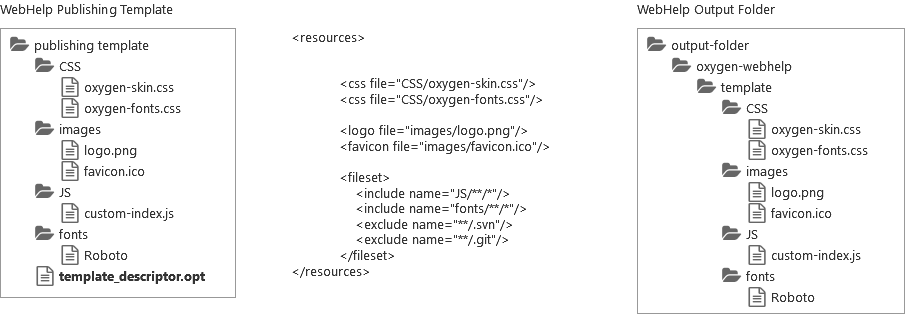 WebHelp Publishing Template
publishing template
CSS
oxygen-skin.css
oxygen-fonts.css
images
logo.png
favicon.ico
JS
custom-index.js
fonts
Roboto
template_descriptor.opt
<resources>
<css file="CSS/oxygen-skin.css"/>
<css file="CSS/oxygen-fonts.css"/>
<logo file="images/logo.png"/>
<favicon file="images/favicon.ico"/>
<fileset>
<include name="JS/**/*"/>
<include name="fonts/**/*"/>
<exclude name="**/.svn"/>
<exclude name="**/.git"/>
</fileset>
</resources>
WebHelp Output Folder
output-folder
oxygen-webhelp
template
CSS
oxygen-skin.css
oxygen-fonts.css
images
logo.png
favicon.ico
JS
custom-index.js
fonts
Roboto